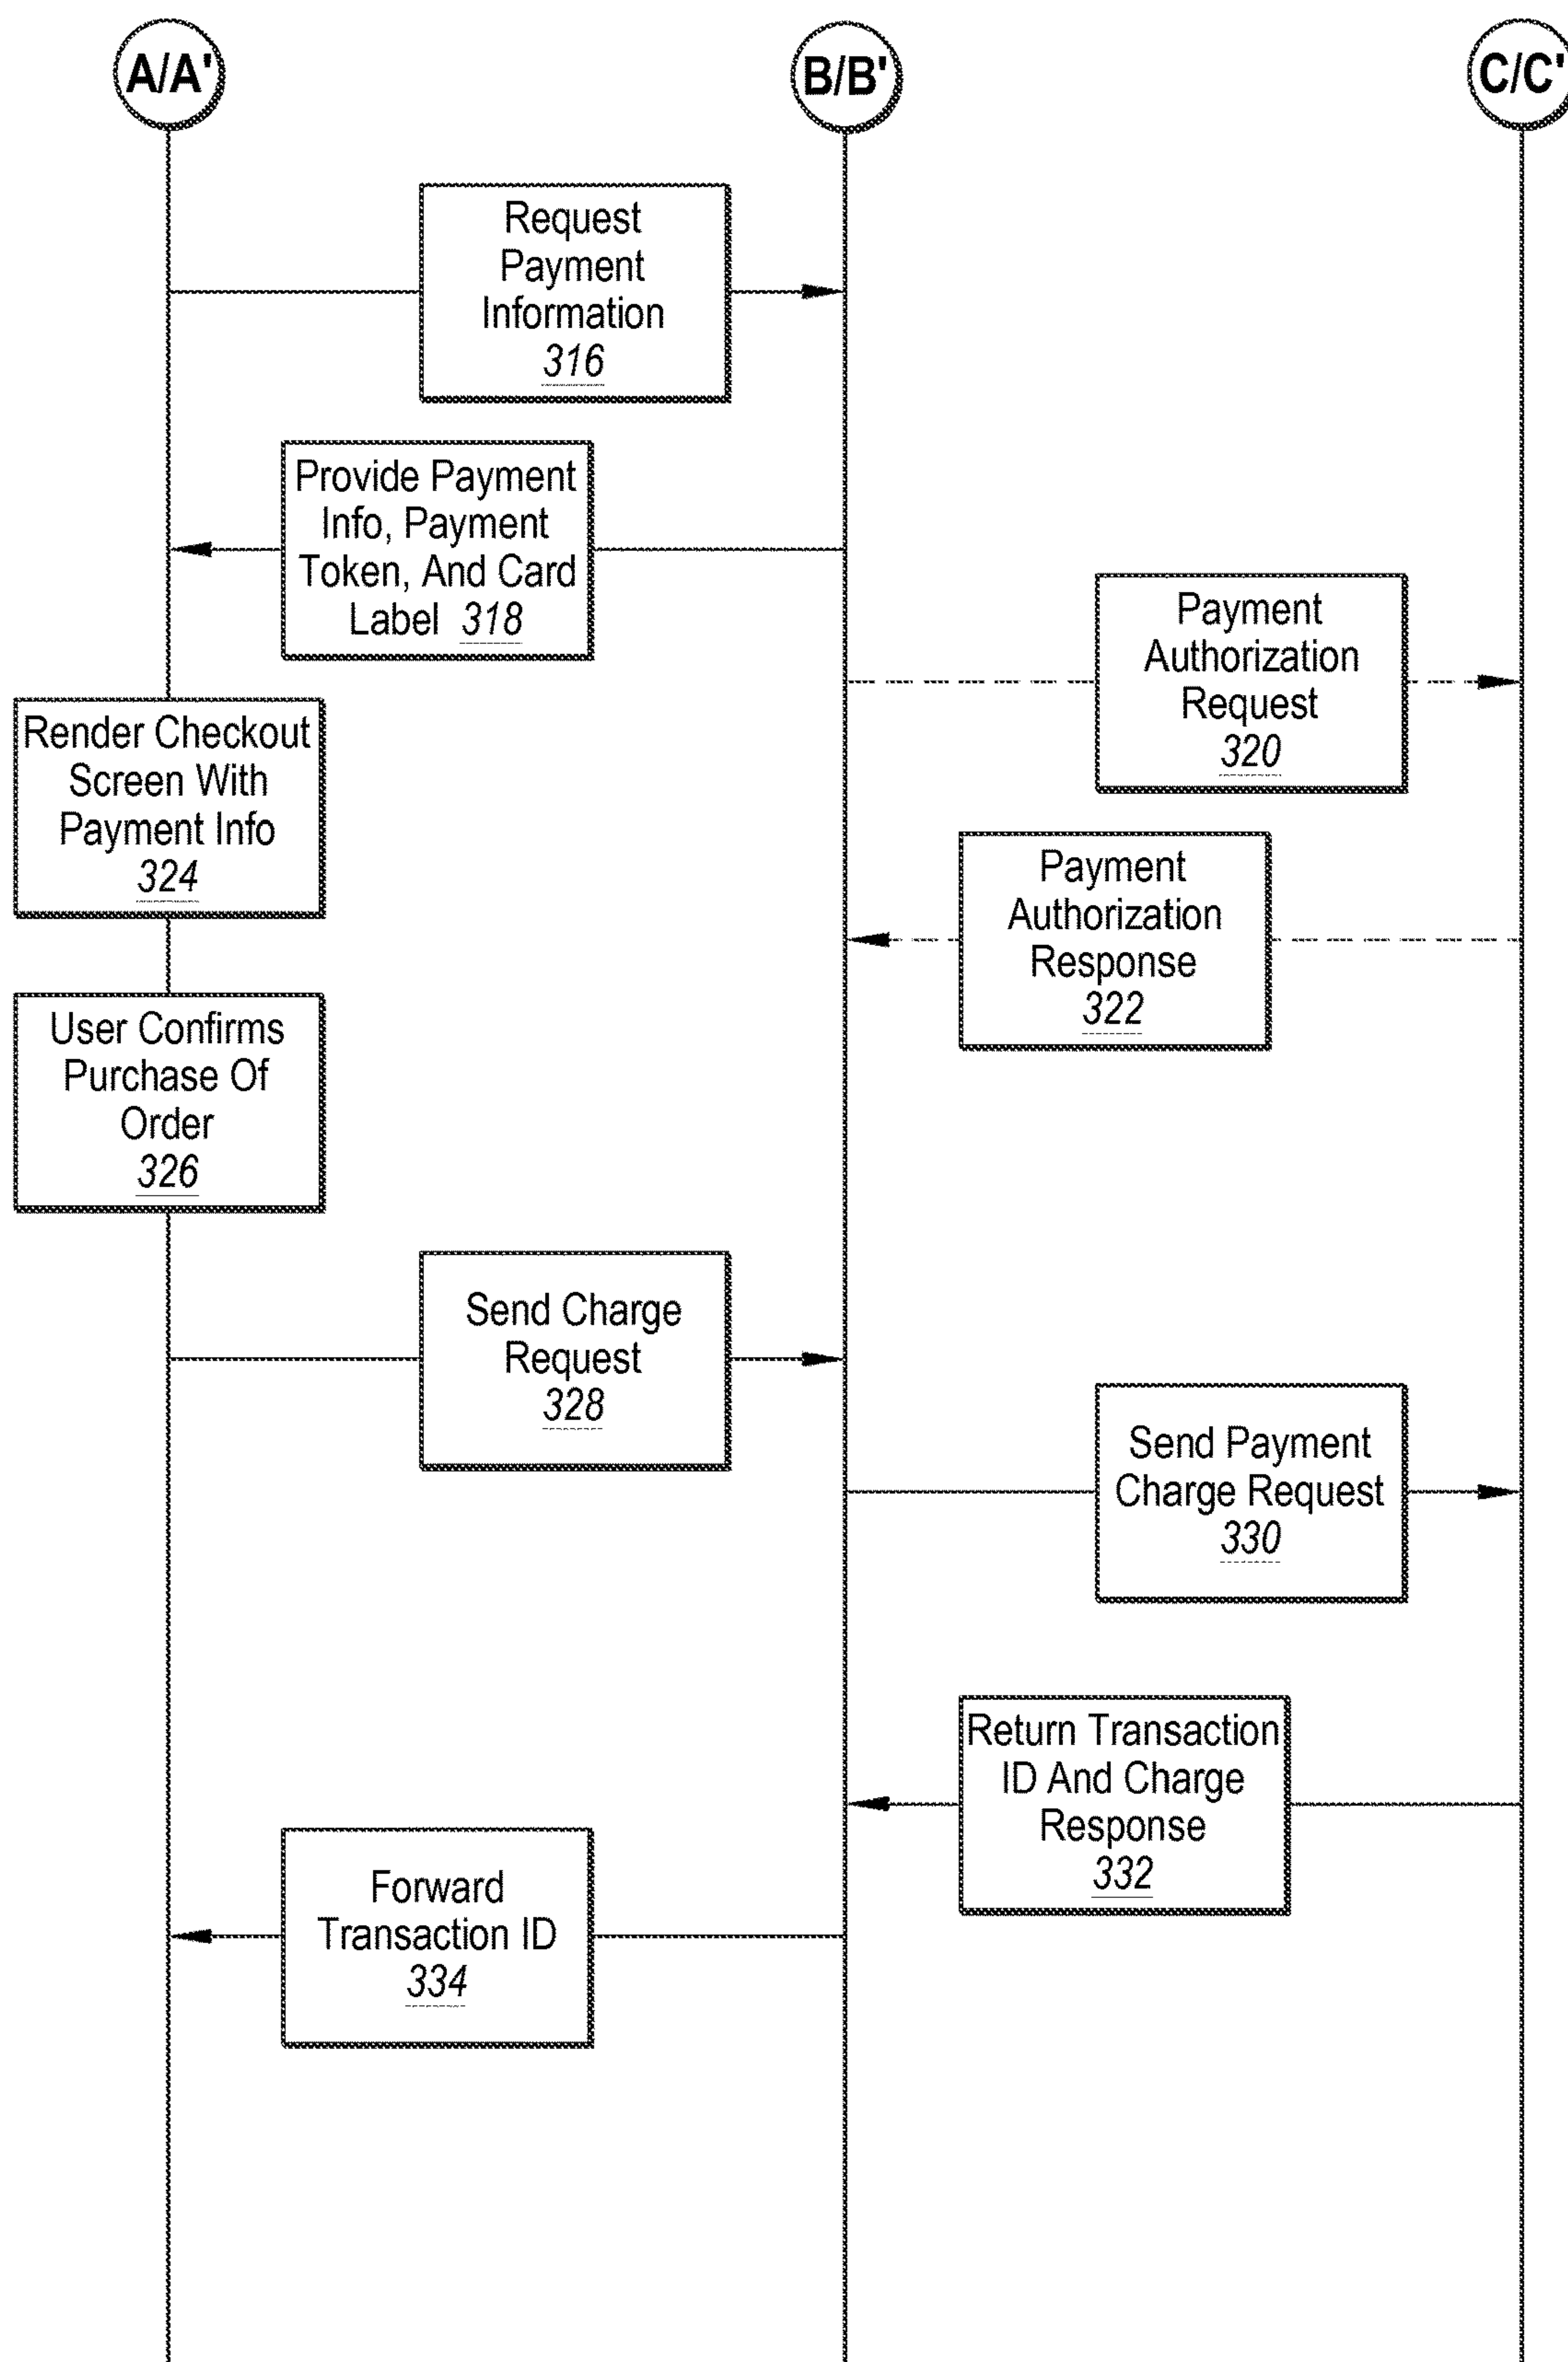 A/A'
B/B'
C/C'
Request
Payment
Information
316
Provide Payment
Info, Payment
Token, And Card
Label 318
Payment
Authorization
Request
320
Render Checkout
Screen With
Payment Info
324
Payment
Authorization
Response
322
User Confirms
Purchase Of
Order
326
Send Charge
Request
328
Send Payment
Charge Request
330
Return Transaction
ID And Charge
Response
332
Forward
Transaction ID
334